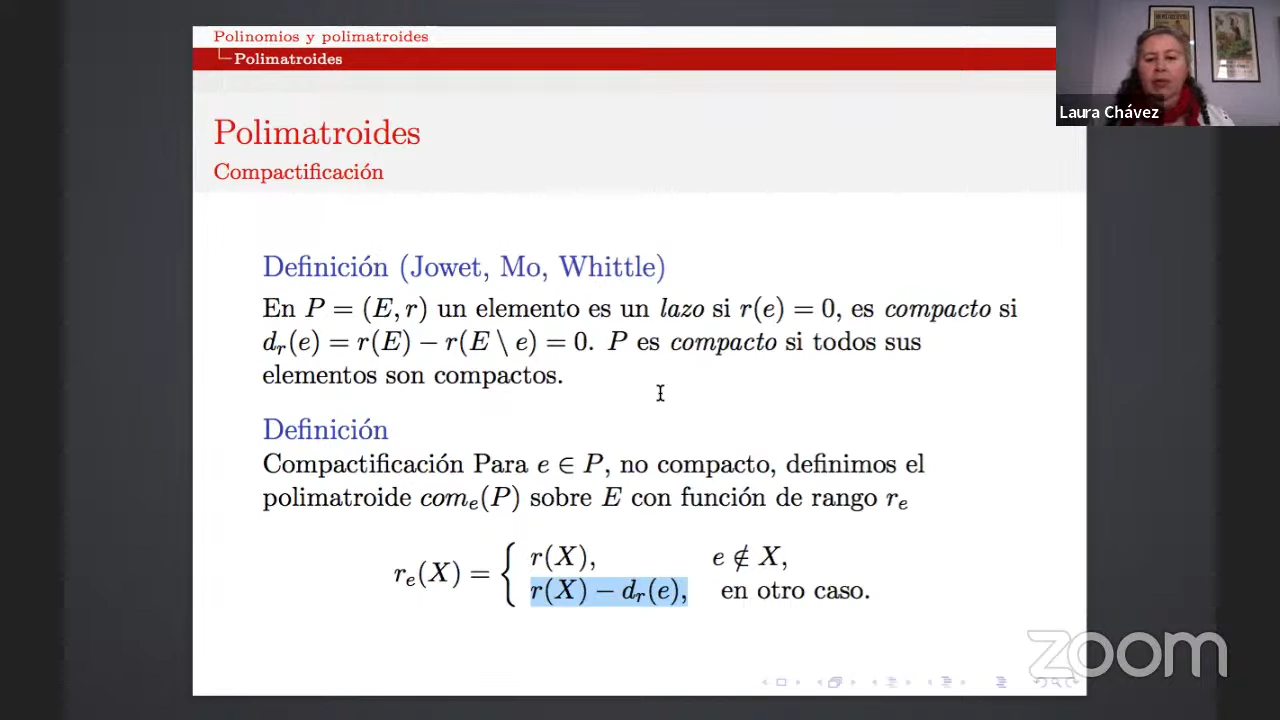 Polinomios y polimatroides
Polimatroides
Laura Chávez
Polimatroides
Compactificación
Definición (Jowet, Mo, Whittle)
En P = (E, r) un elemento es un lazo si r(e) = 0, es compacto si
d_r(e) = r(E) − r(E \ e) = 0. P es compacto si todos sus
elementos son compactos.
Definición
Compactificación Para e ∈ P, no compacto, definimos el
polimatroide com_e(P) sobre E con función de rango r_e
r_e(X) = { r(X), e ∉ X,
r(X) − d_r(e), en otro caso.
zoom